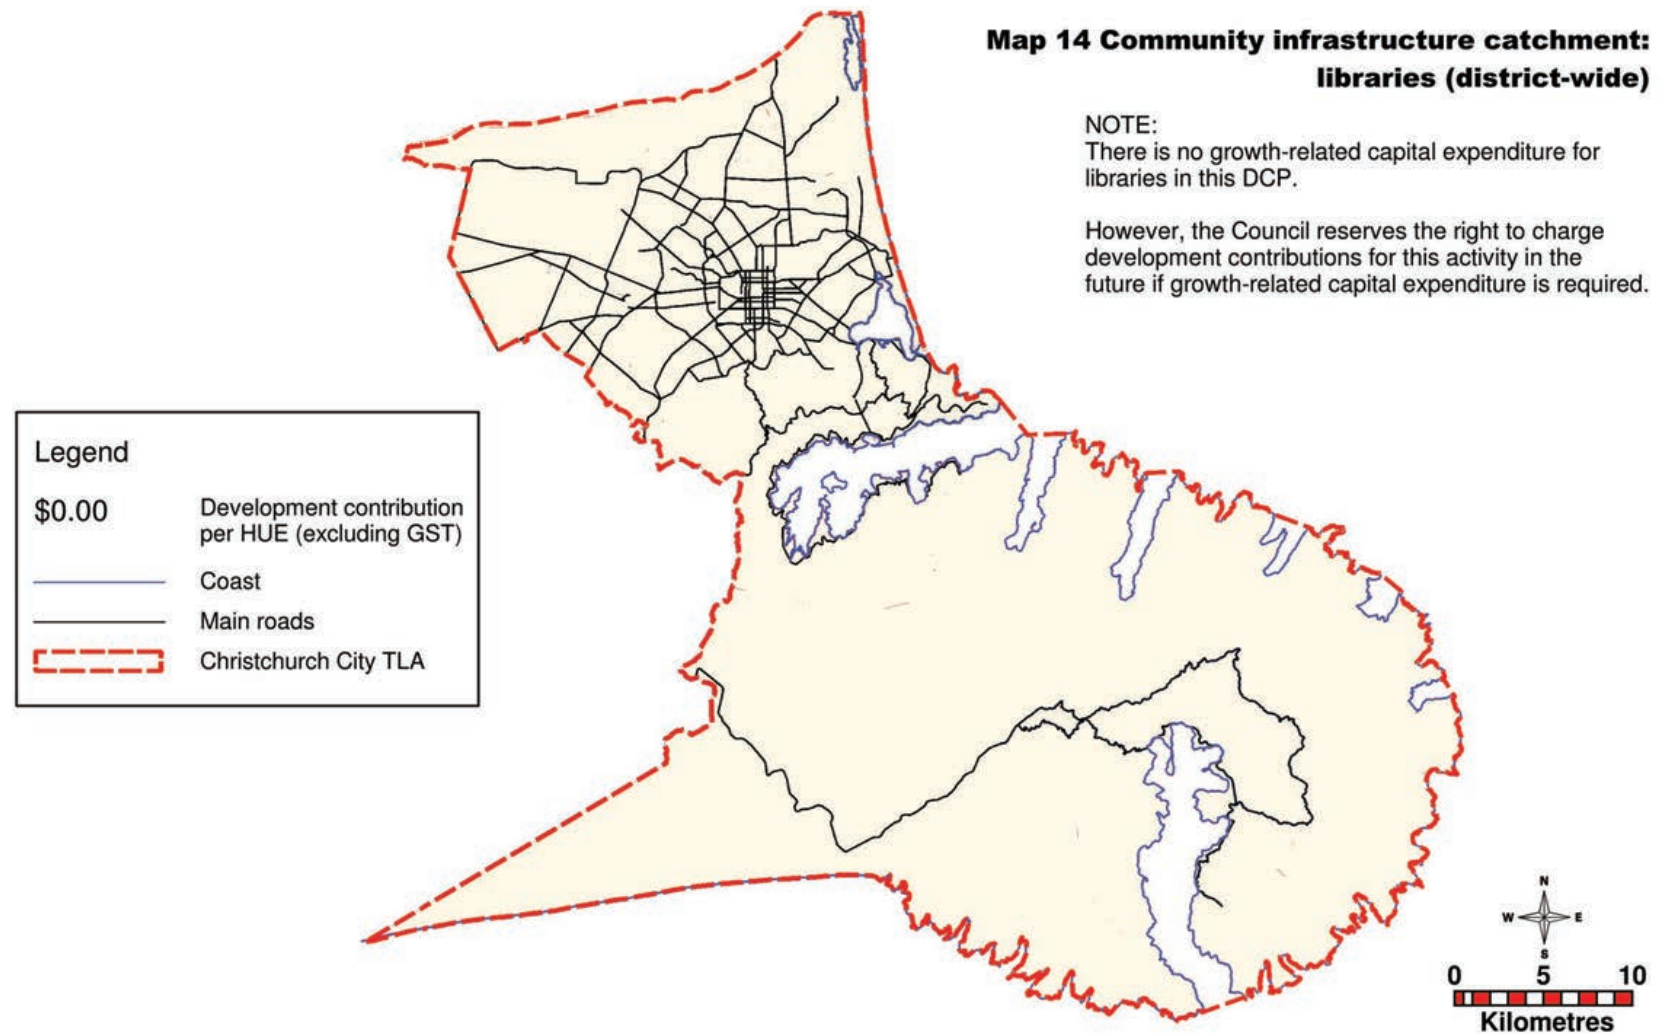 Map 14 Community infrastructure catchment:
libraries (district-wide)
NOTE:
There is no growth-related capital expenditure for
libraries in this DCP.
However, the Council reserves the right to charge
development contributions for this activity in the
future if growth-related capital expenditure is required.
Legend
$0.00 Development contribution
per HUE (excluding GST)
Coast
Main roads
Christchurch City TLA
N
W E
S
0 5 10
Kilometres